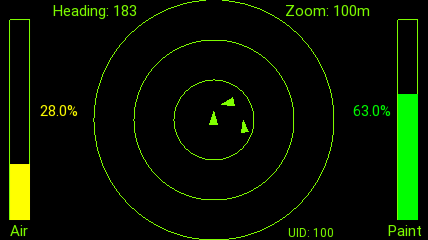 Heading: 183
Zoom: 100m
28.0%
63.0%
Air
UID: 100
Paint